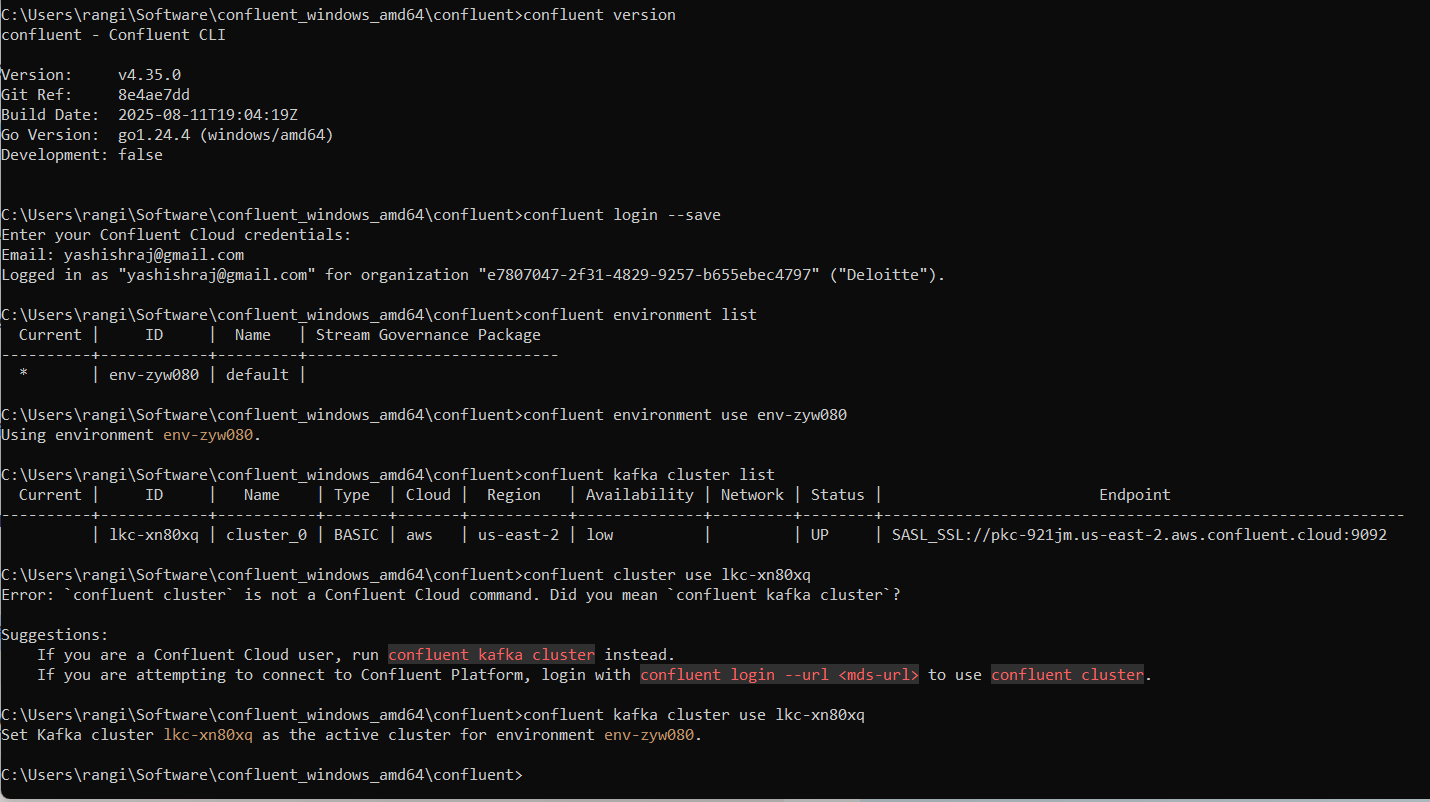 C:\Users\rangi\Software\confluent_windows_amd64\confluent>confluent version
confluent - Confluent CLI
Version:     v4.35.0
Git Ref:     8e4ae7dd
Build Date:  2025-08-11T19:04:19Z
Go Version:  go1.24.4 (windows/amd64)
Development: false
C:\Users\rangi\Software\confluent_windows_amd64\confluent>confluent login --save
Enter your Confluent Cloud credentials:
Email: yashishraj@gmail.com
Logged in as "yashishraj@gmail.com" for organization "e7807047-2f31-4829-9257-b655ebec4797" ("Deloitte").
C:\Users\rangi\Software\confluent_windows_amd64\confluent>confluent environment list
  Current |     ID     |  Name   | Stream Governance Package
----------+------------+---------+----------------------------
  *       | env-zyw080 | default |
C:\Users\rangi\Software\confluent_windows_amd64\confluent>confluent environment use env-zyw080
Using environment env-zyw080.
C:\Users\rangi\Software\confluent_windows_amd64\confluent>confluent kafka cluster list
  Current |     ID     |   Name    | Type  | Cloud |  Region   | Availability | Network | Status |                        Endpoint
----------+------------+-----------+-------+-------+-----------+--------------+---------+--------+----------------------------------------------------------
          | lkc-xn80xq | cluster_0 | BASIC | aws   | us-east-2 | low          |         | UP     | SASL_SSL://pkc-921jm.us-east-2.aws.confluent.cloud:9092
C:\Users\rangi\Software\confluent_windows_amd64\confluent>confluent cluster use lkc-xn80xq
Error: `confluent cluster` is not a Confluent Cloud command. Did you mean `confluent kafka cluster`?
Suggestions:
    If you are a Confluent Cloud user, run confluent kafka cluster instead.
    If you are attempting to connect to Confluent Platform, login with confluent login --url <mds-url> to use confluent cluster.
C:\Users\rangi\Software\confluent_windows_amd64\confluent>confluent kafka cluster use lkc-xn80xq
Set Kafka cluster lkc-xn80xq as the active cluster for environment env-zyw080.
C:\Users\rangi\Software\confluent_windows_amd64\confluent>